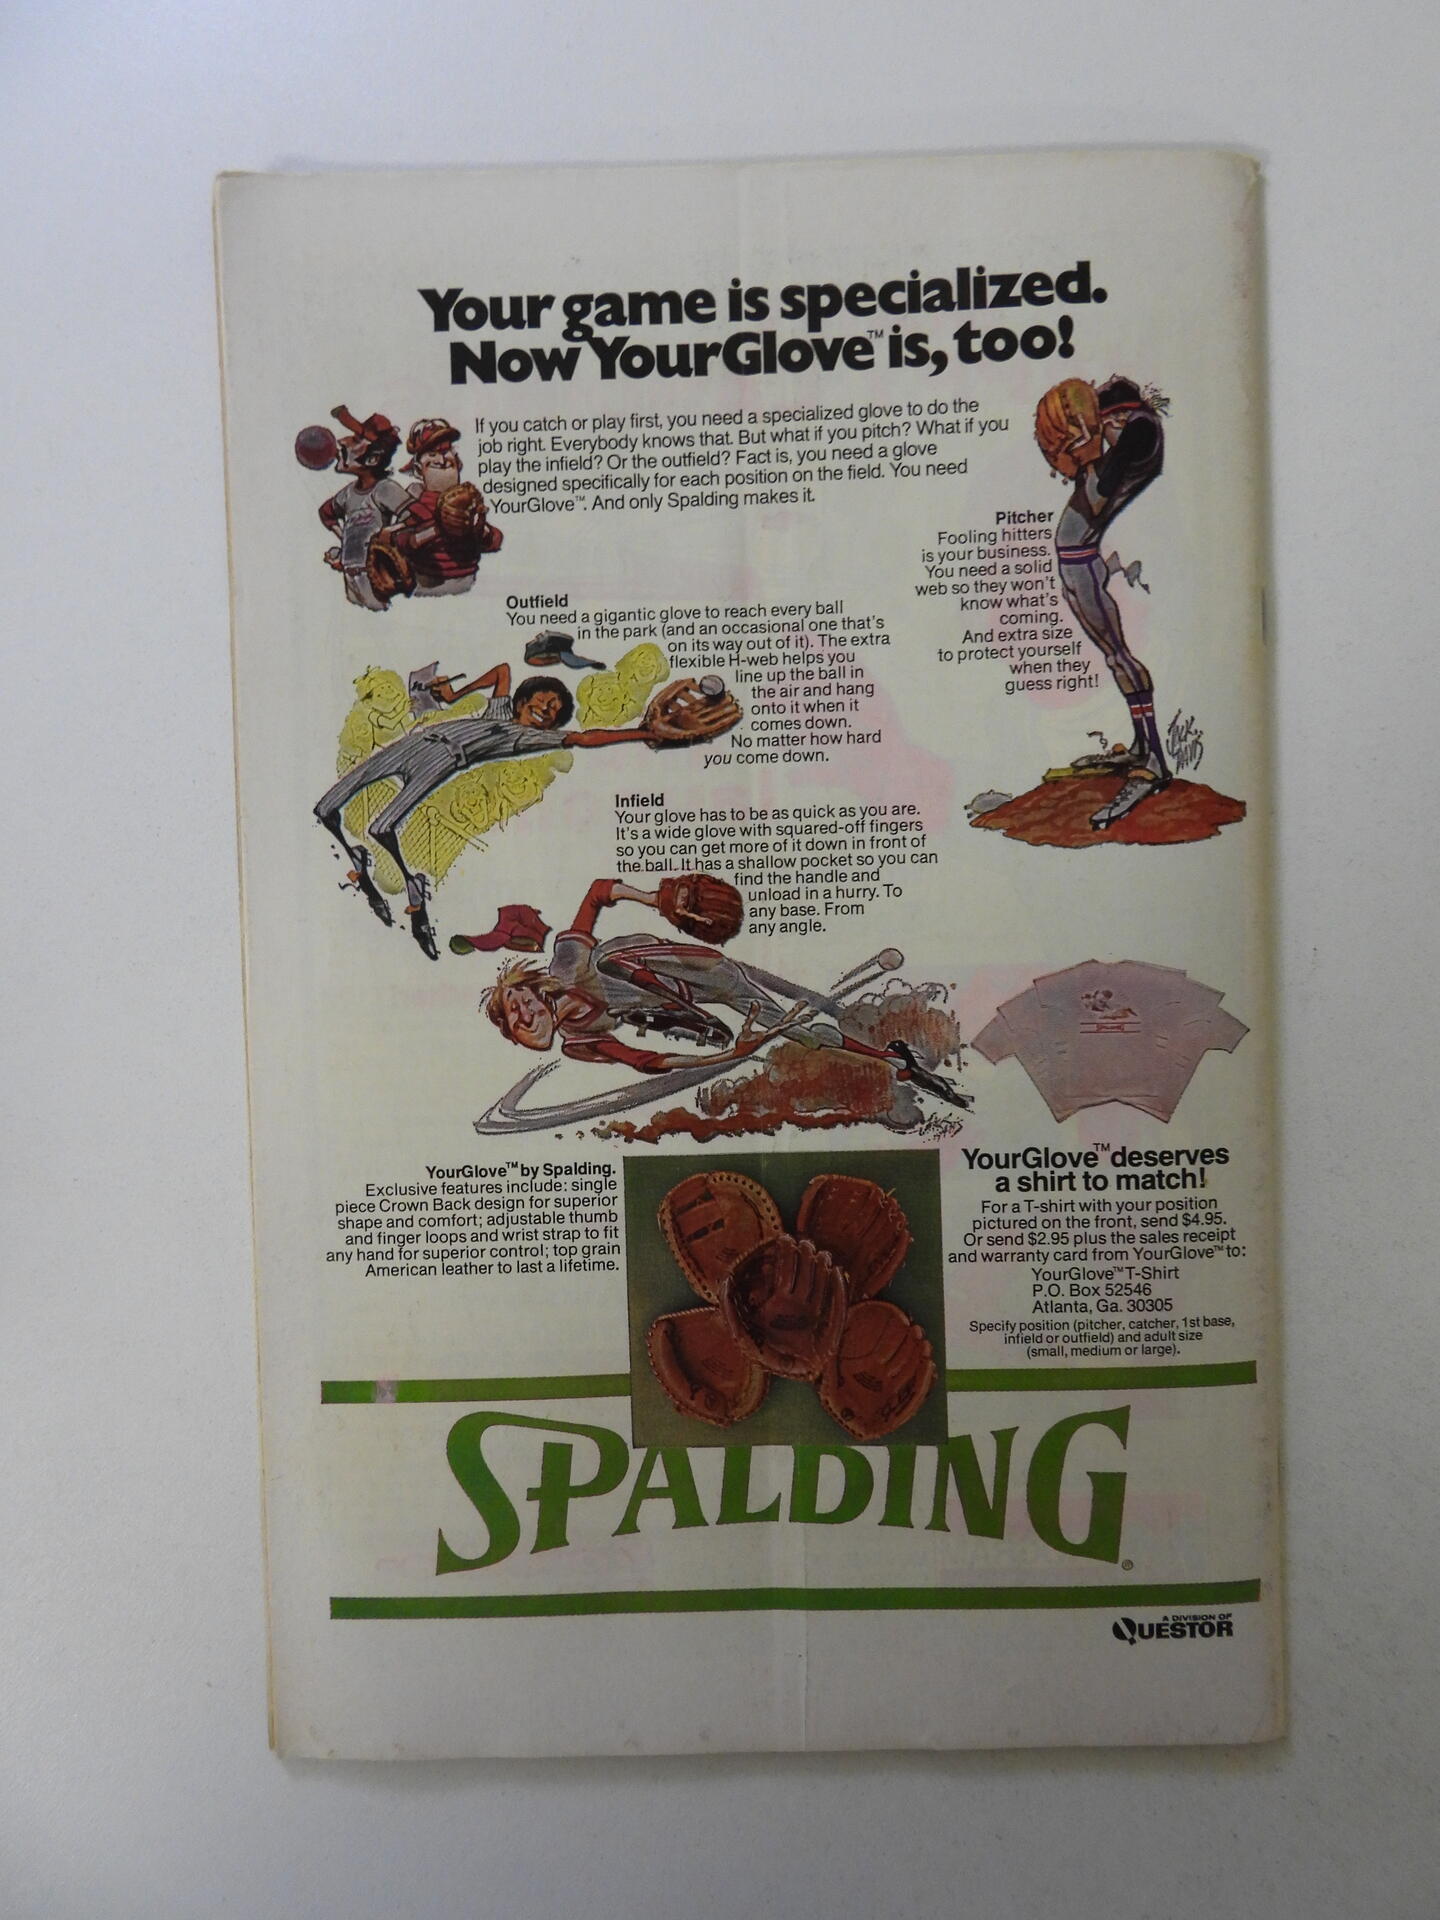 Your game is specialized.
Now YourGlove™ is, too!
If you catch or play first, you need a specialized glove to do the
job right. Everybody knows that. But what if you pitch? What if you
play the infield? Or the outfield? Fact is, you need a glove
designed specifically for each position on the field. You need
YourGlove™. And only Spalding makes it.
Pitcher
Fooling hitters
is your business.
You need a solid
web so they won't
know what's
coming.
And extra size
to protect yourself
when they
guess right!
JACK
DAVIS
Outfield
You need a gigantic glove to reach every ball
in the park (and an occasional one that's
on its way out of it). The extra
flexible H-web helps you
line up the ball in
the air and hang
onto it when it
comes down.
No matter how hard
you come down.
Infield
Your glove has to be as quick as you are.
It's a wide glove with squared-off fingers
so you can get more of it down in front of
the ball. It has a shallow pocket so you can
find the handle and
unload in a hurry. To
any base. From
any angle.
SPALDING
YourGlove™ by Spalding.
Exclusive features include: single
piece Crown Back design for superior
shape and comfort; adjustable thumb
and finger loops and wrist strap to fit
any hand for superior control; top grain
American leather to last a lifetime.
YourGlove™ deserves
a shirt to match!
For a T-shirt with your position
pictured on the front, send $4.95.
Or send $2.95 plus the sales receipt
and warranty card from YourGlove™ to:
YourGlove™ T-Shirt
P.O. Box 52546
Atlanta, Ga. 30305
Specify position (pitcher, catcher, 1st base,
infield or outfield) and adult size
(small, medium or large).
SPALDING®
A DIVISION OF
QUESTOR